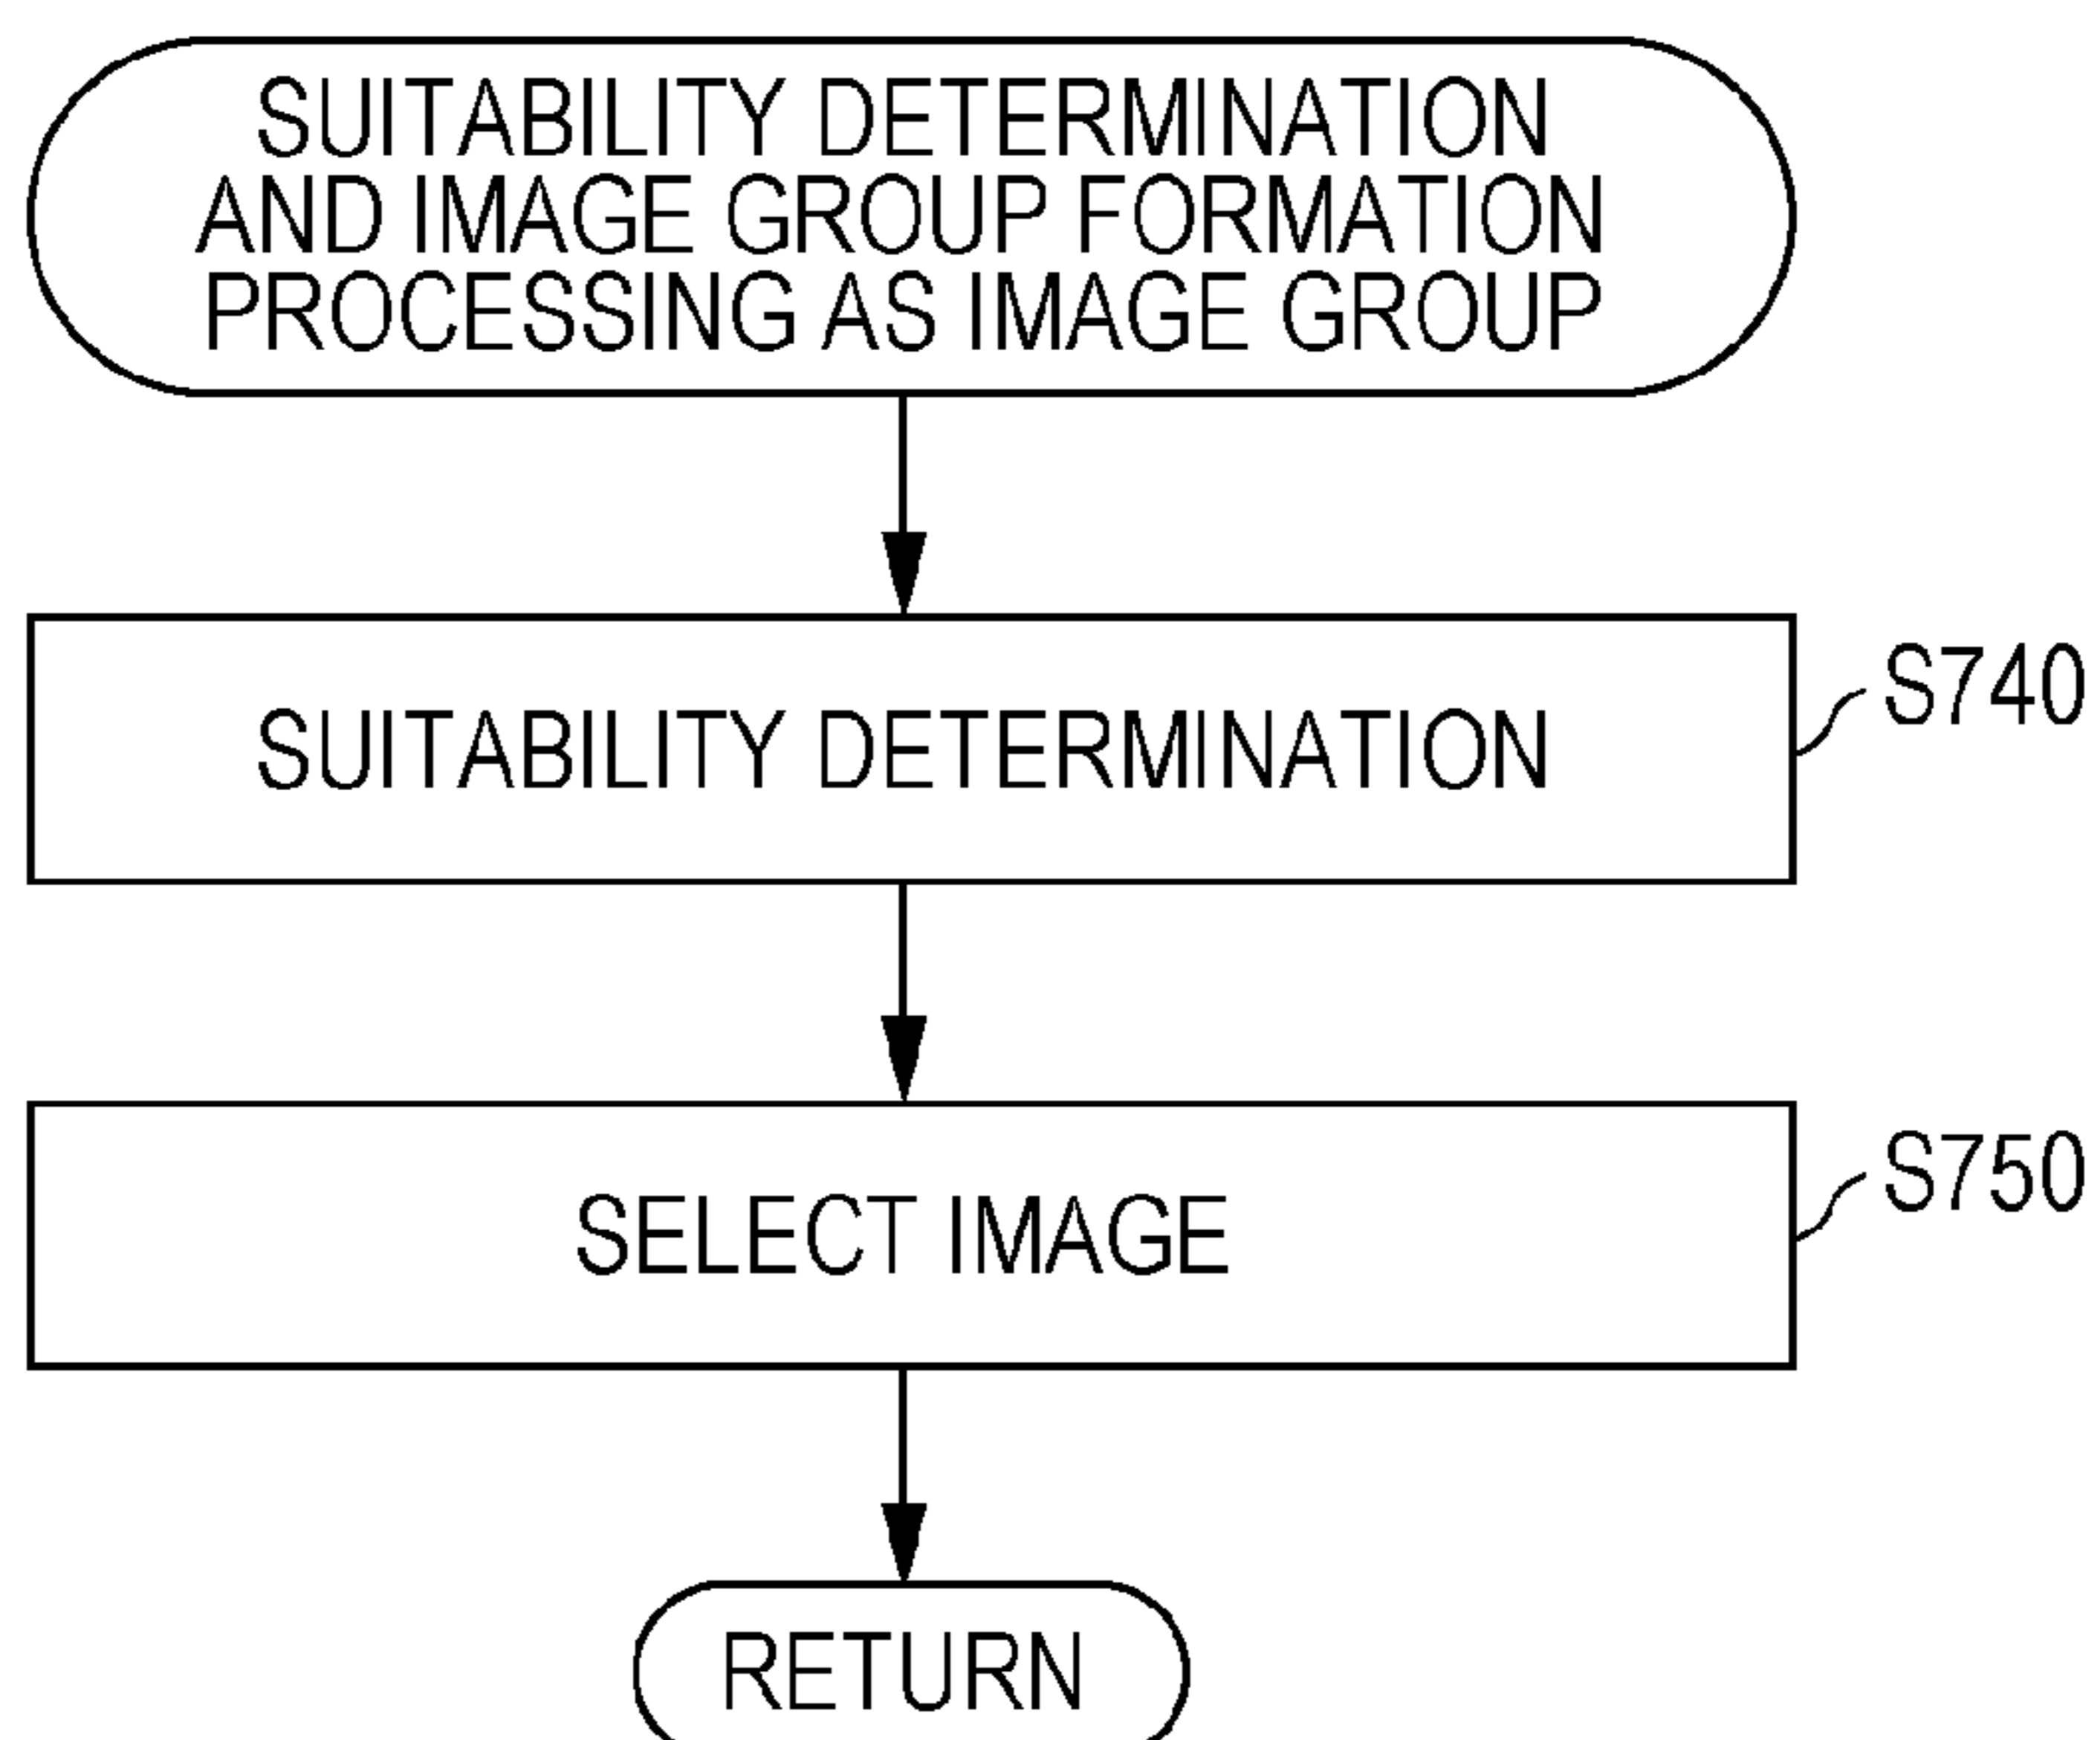 SUITABILITY DETERMINATION
AND IMAGE GROUP FORMATION
PROCESSING AS IMAGE GROUP
S740
SUITABILITY DETERMINATION
S750
SELECT IMAGE
RETURN